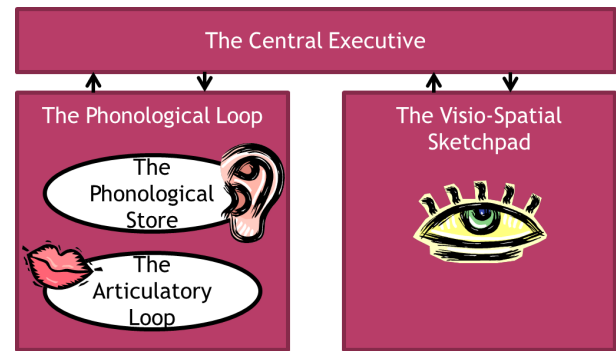 The Central Executive
The Phonological Loop
The
Phonological
Store
The
Articulatory
Loop
The Visio-Spatial
Sketchpad